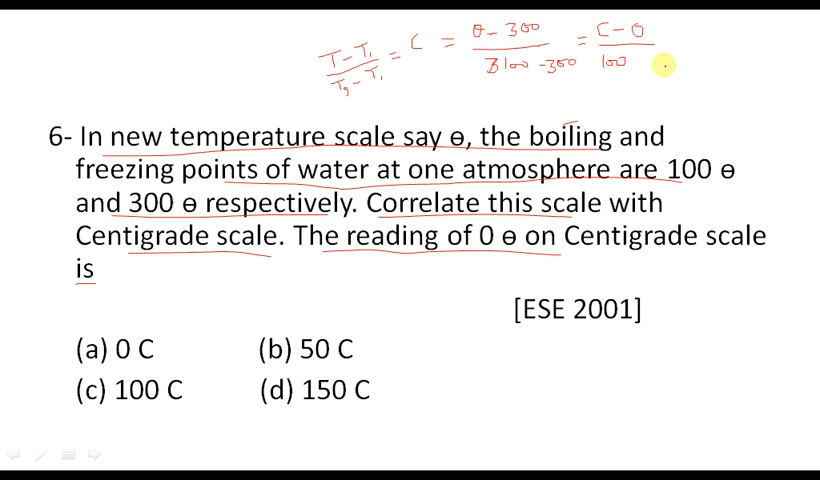 T - T₁ / T₂ - T₁ = C = θ - 300 / 100 - 300 = C - 0 / 100
6- In new temperature scale say ɵ, the boiling and
freezing points of water at one atmosphere are 100 ɵ
and 300 ɵ respectively. Correlate this scale with
Centigrade scale. The reading of 0 ɵ on Centigrade scale
is
[ESE 2001]
(a) 0 C (b) 50 C
(c) 100 C (d) 150 C